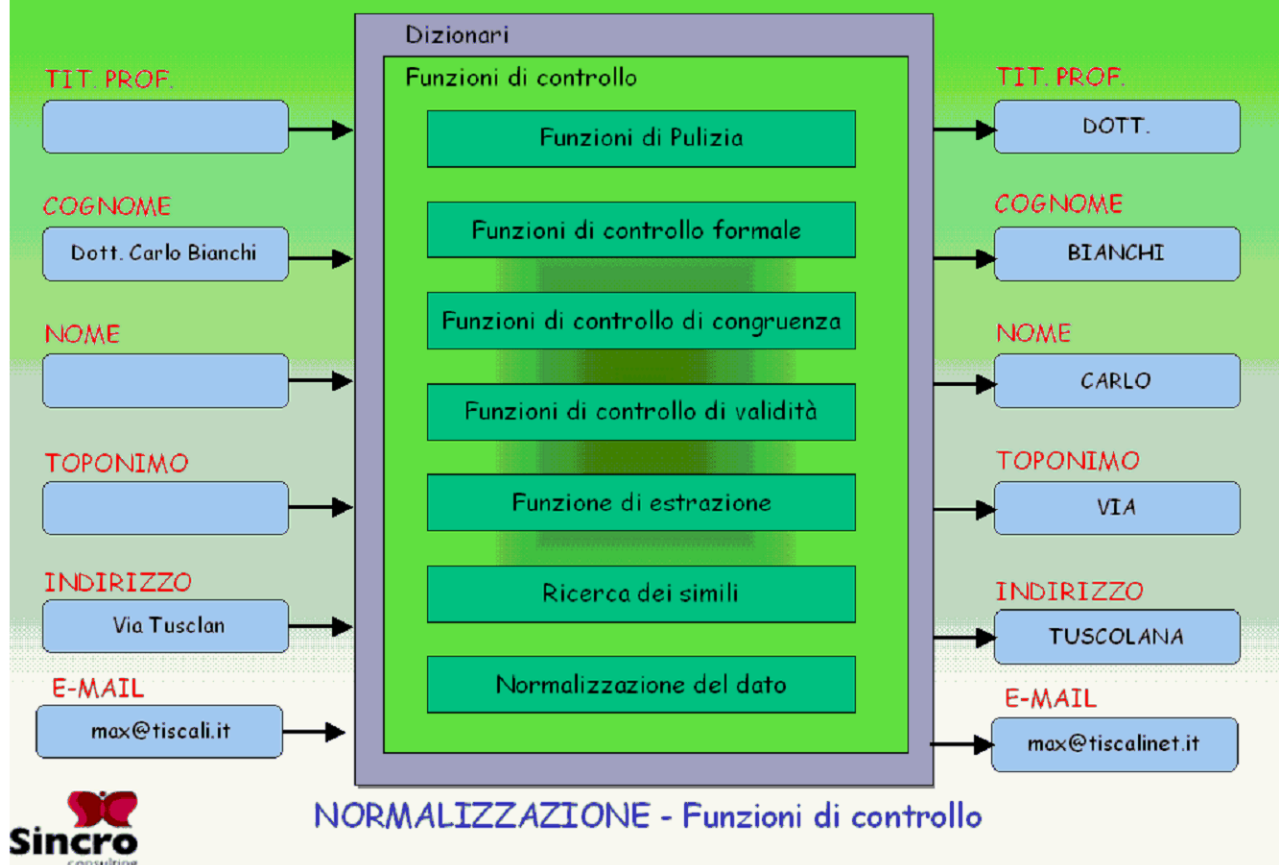 TIT. PROF.
COGNOME
Dott. Carlo Bianchi
NOME
TOPONIMO
INDIRIZZO
Via Tusclan
E-MAIL
max@tiscali.it
Dizionari
Funzioni di controllo
Funzioni di Pulizia
Funzioni di controllo formale
Funzioni di controllo di congruenza
Funzioni di controllo di validità
Funzione di estrazione
Ricerca dei simili
Normalizzazione del dato
TIT. PROF.
DOTT.
COGNOME
BIANCHI
NOME
CARLO
TOPONIMO
VIA
INDIRIZZO
TUSCOLANA
E-MAIL
max@tiscalinet.it
NORMALIZZAZIONE - Funzioni di controllo
Sincro
consulting